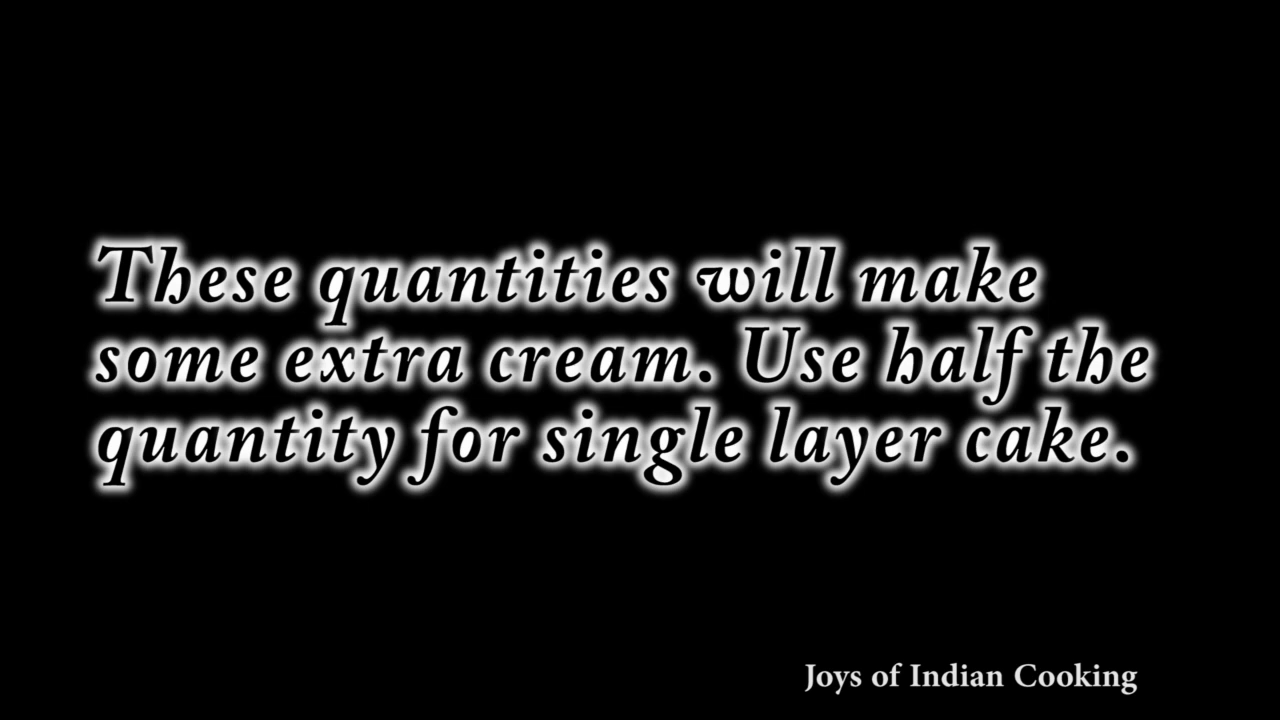 These quantities will make
some extra cream. Use half the
quantity for single layer cake.
Joys of Indian Cooking